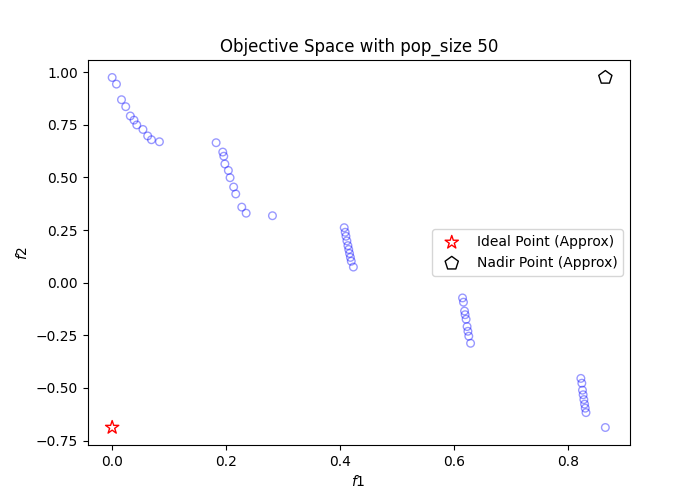 Objective Space with pop_size 50
1.00
0.75
0.50
0.25
0.00
−0.25
−0.50
−0.75
f2
Ideal Point (Approx)
Nadir Point (Approx)
0.0 0.2 0.4 0.6 0.8
f1